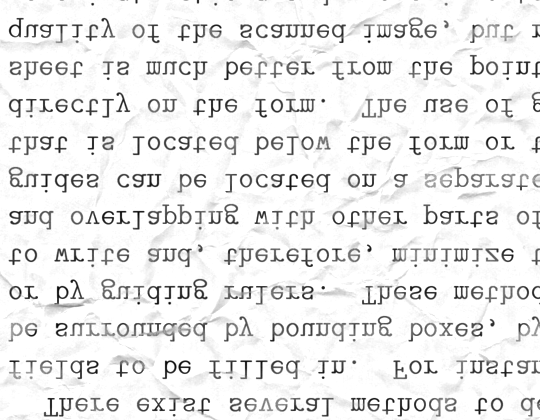 There exist several methods to de
fields to be filled in. For instan
be surrounded by bounding boxes, by
or by guiding rulers. These method
to write and, therefore, minimize t
and overlapping with other parts of
guides can be located on a separate
that is located below the form or t
directly on the form. The use of g
sheet is much better from the point
quality of the scanned image, but r